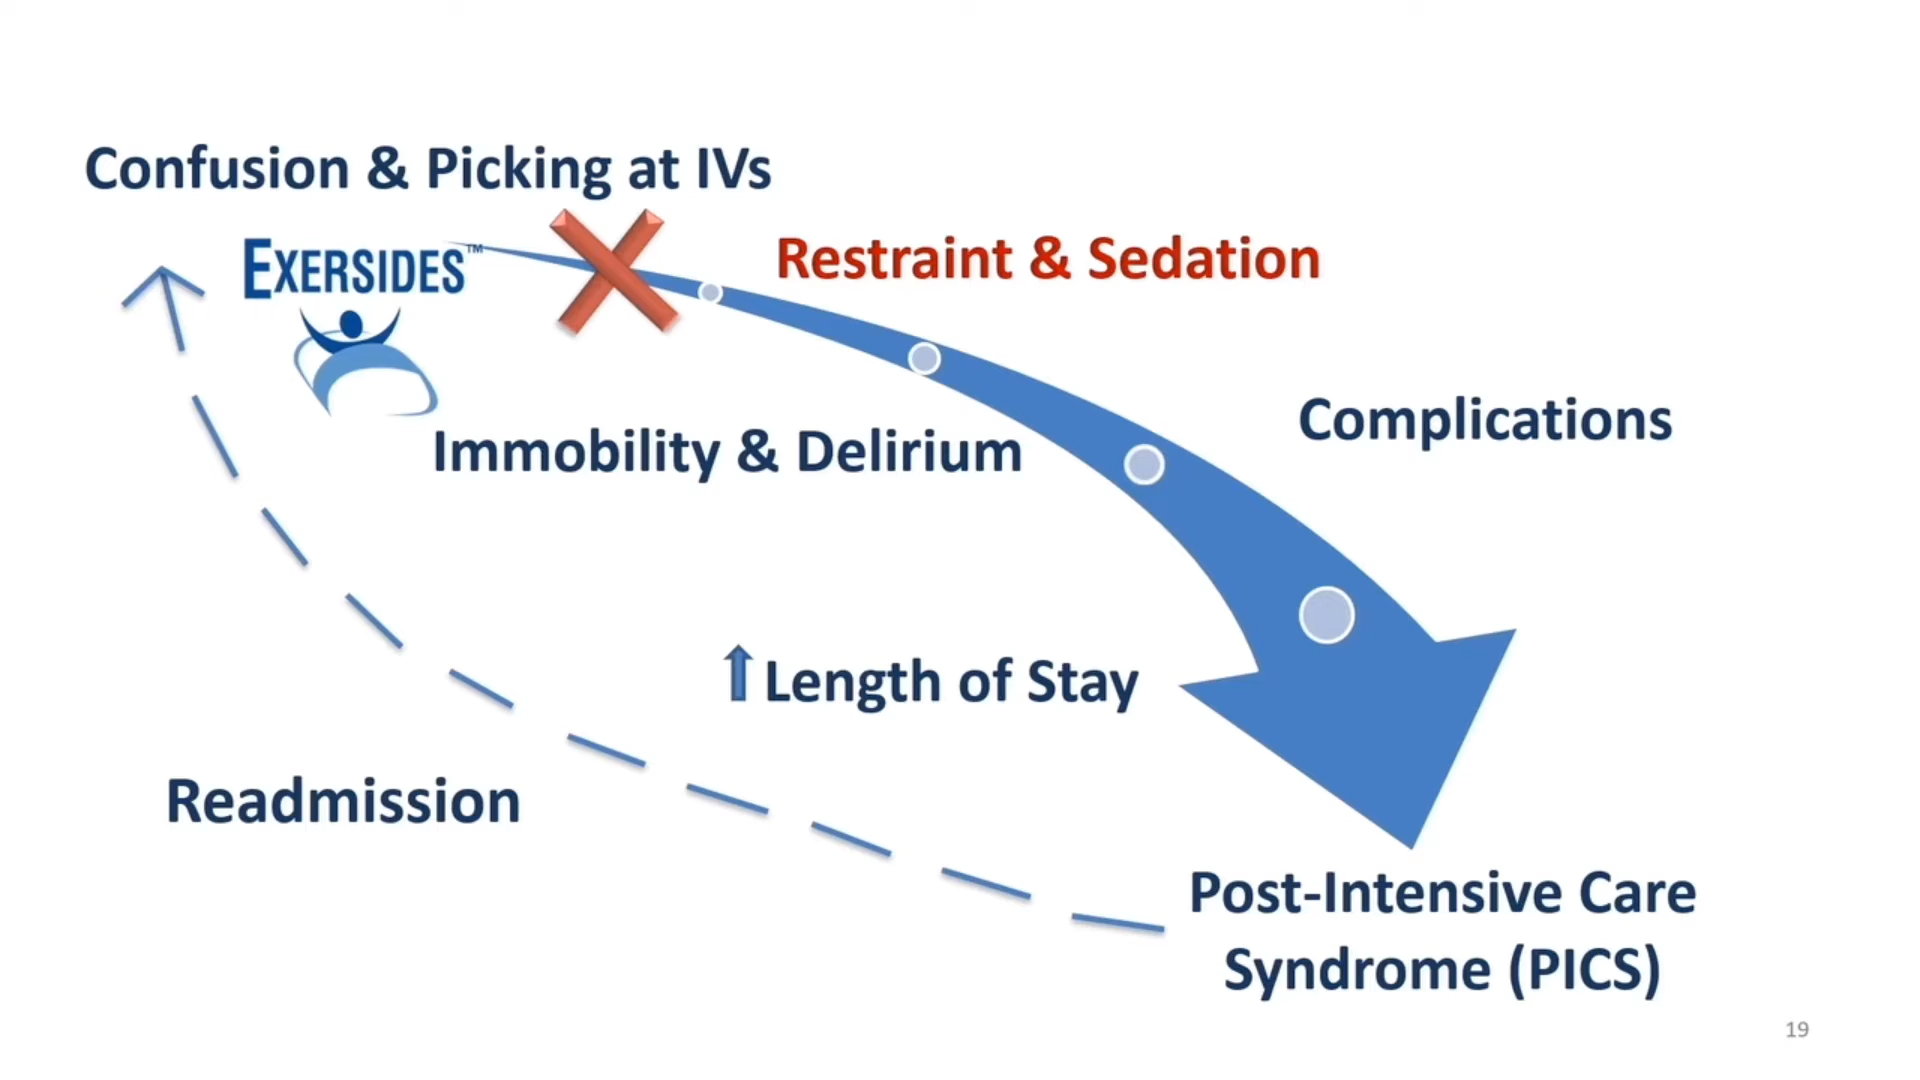 Confusion & Picking at IVs
EXERSIDES™
Restraint & Sedation
Immobility & Delirium
Complications
Length of Stay
Readmission
Post-Intensive Care
Syndrome (PICS)
19